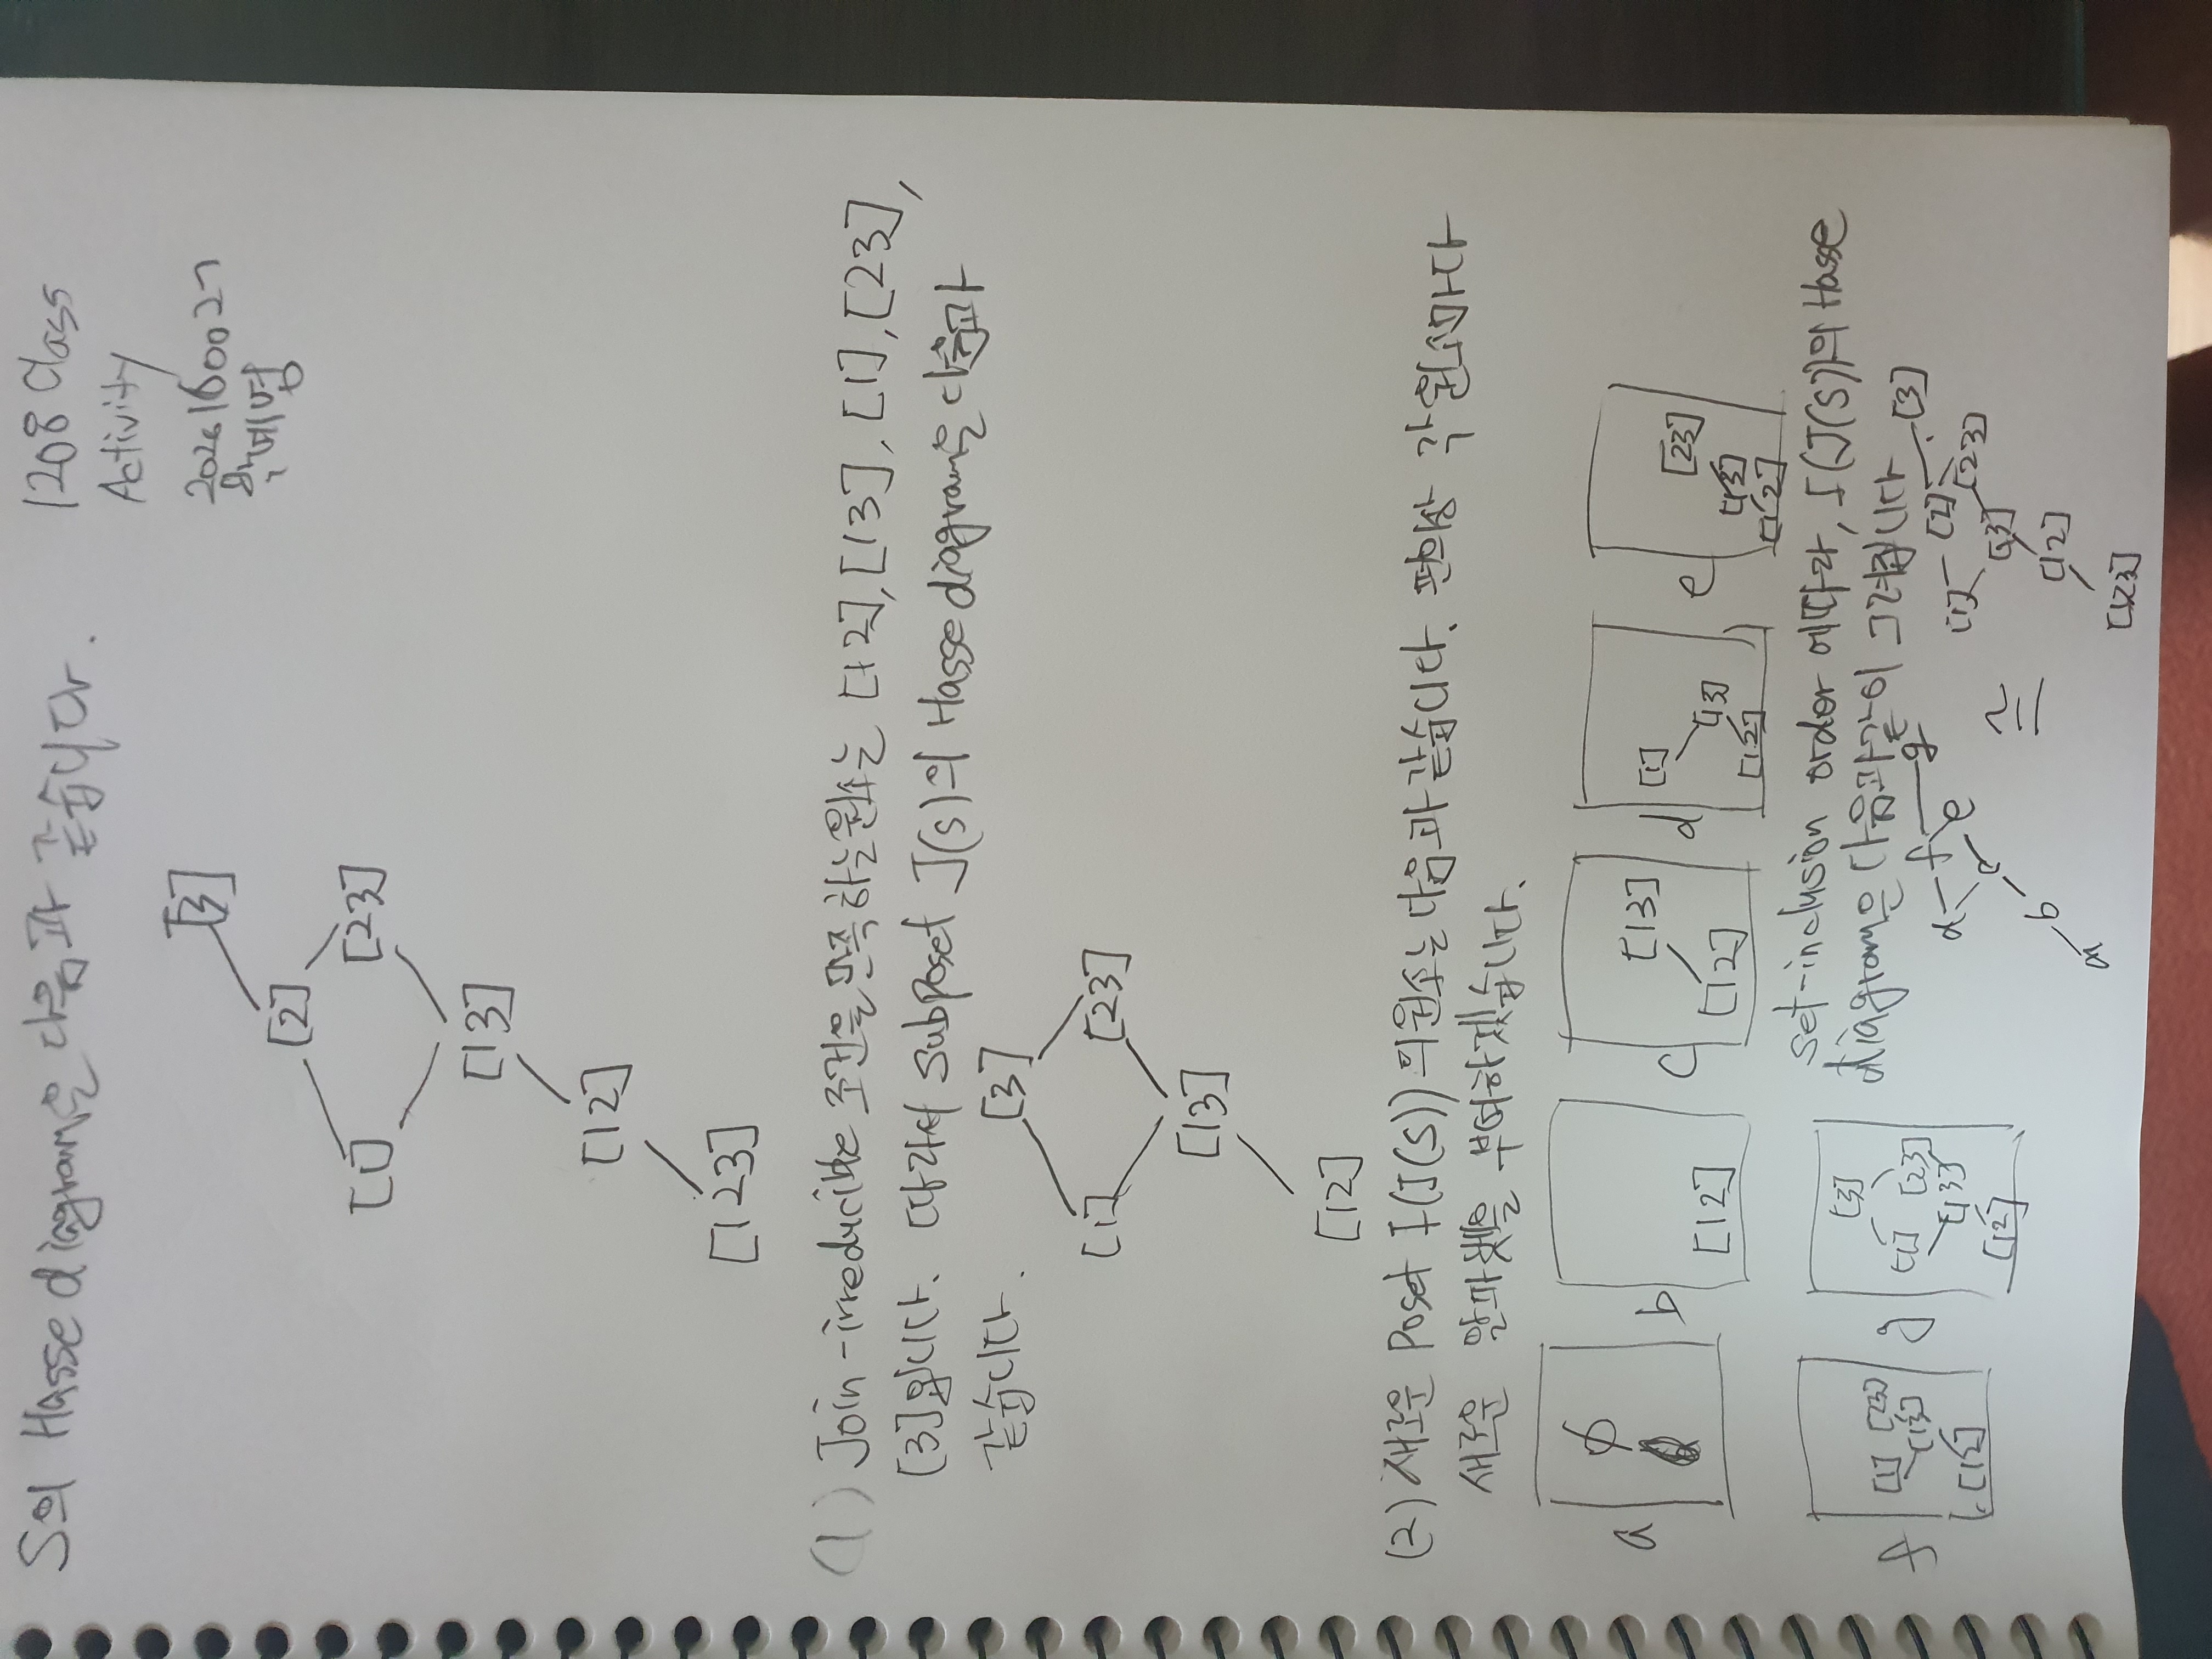 S의 Hasse diagram은 다음과 같습니다.
1208 Class
Activity
2026160027
[3]
[2]
[1]
[23]
[13]
[12]
[123]
(1) Join-irreducible 조건을 만족하는 원소는 [12], [13], [1], [23],
[3]입니다. 따라서 Subposet J(S)의 Hasse diagram은 다음과
같습니다.
[3]
[1]
[23]
[13]
[12]
(2) 새로운 Poset I(J(S))의 원소는 다음과 같습니다. 편의상 각 원소마다
새로운 알파벳을 부여하겠습니다.
a
∅
b
[12]
c
[13]
[12]
d
[1]
[13]
[12]
e
[23]
[13]
[12]
f
[1] [23]
[13]
[12]
g
[3]
[1] [23]
[13]
[12]
set-inclusion order에 따라, I(J(S))의 Hasse
diagram은 다음과 같이 그려집니다
d f g
e
c
b
a
≅
[3]
[1] [2]
[23]
[13]
[12]
[123]